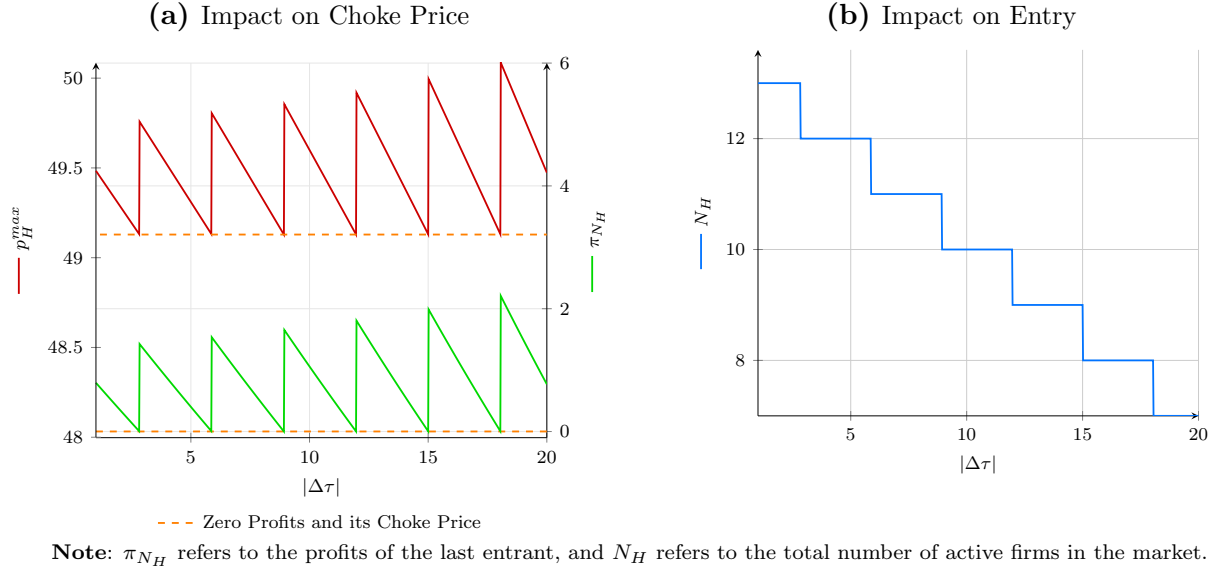 (a) Impact on Choke Price
50
49.5
49
48.5
48
p_H^{max}
6
4
2
0
π_{N_H}
5
10
15
20
|Δτ|
Zero Profits and its Choke Price
(b) Impact on Entry
12
10
8
N_H
5
10
15
20
|Δτ|
Note: π_{N_H} refers to the profits of the last entrant, and N_H refers to the total number of active firms in the market.